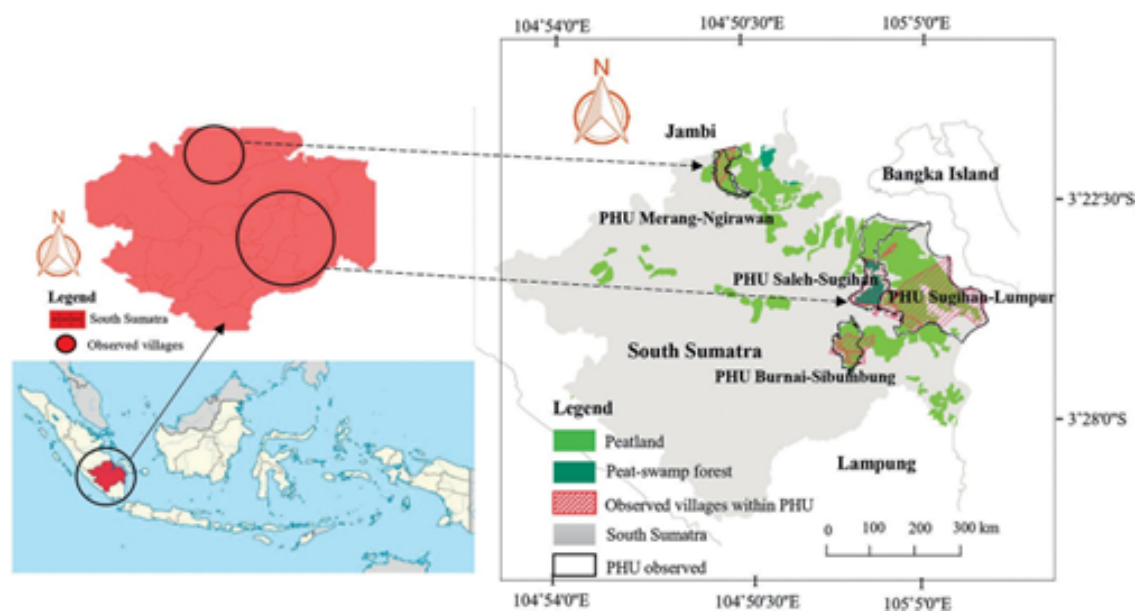 N
Legend
South Sumatra
Observed villages
104°54'0"E
104°50'30"E
105°5'0"E
N
Jambi
Bangka Island
3°22'30"S
PHU Merang-Ngirawan
PHU Saleh-Sugihan
PHU Sugihan-Lumpur
South Sumatra
PHU Burnai-Sibumbung
Legend
3°28'0"S
Peatland
Lampung
Peat-swamp forest
Observed villages within PHU
South Sumatra
0 100 200 300 km
PHU observed
104°54'0"E
104°50'30"E
105°5'0"E